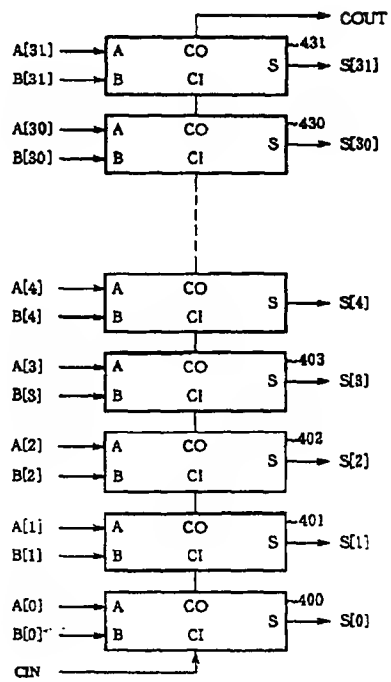 COUT
A[31] A CO 431
B[31] B CI S S[31]
A[30] A CO 430
B[30] B CI S S[30]
A[4] A CO
B[4] B CI S S[4]
A[3] A CO 403
B[3] B CI S S[3]
A[2] A CO 402
B[2] B CI S S[2]
A[1] A CO 401
B[1] B CI S S[1]
A[0] A CO 400
B[0] B CI S S[0]
CIN